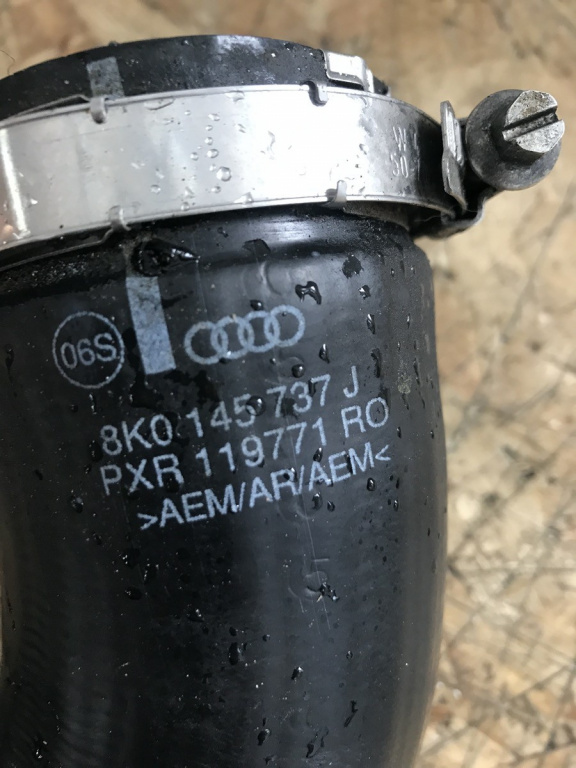 06S
8K0 145 737 J
PXR 119771 RO
>AEM/AR/AEM<